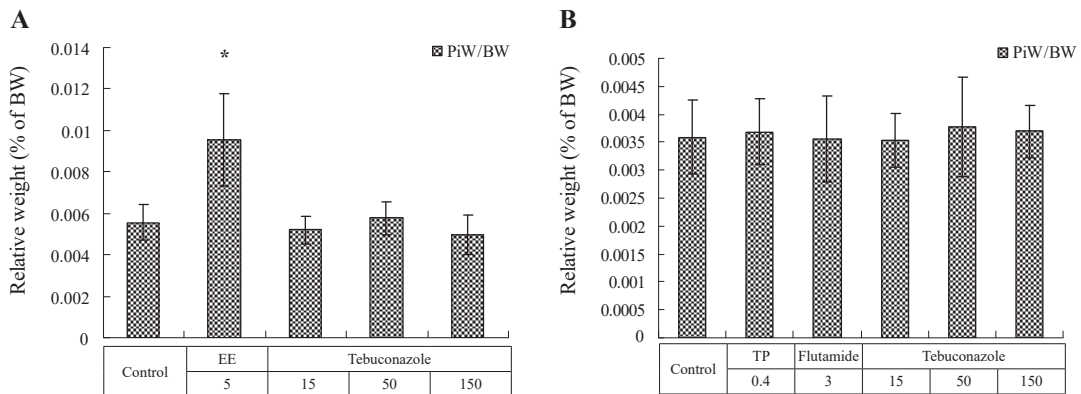 A
Relative weight (% of BW)
0.014
0.012
0.01
0.008
0.006
0.004
0.002
0
*
PiW/BW
Control
EE
Tebuconazole
5
15
50
150
B
Relative weight (% of BW)
0.005
0.0045
0.004
0.0035
0.003
0.0025
0.002
0.0015
0.001
0.0005
0
PiW/BW
Control
TP
Flutamide
Tebuconazole
0.4
3
15
50
150